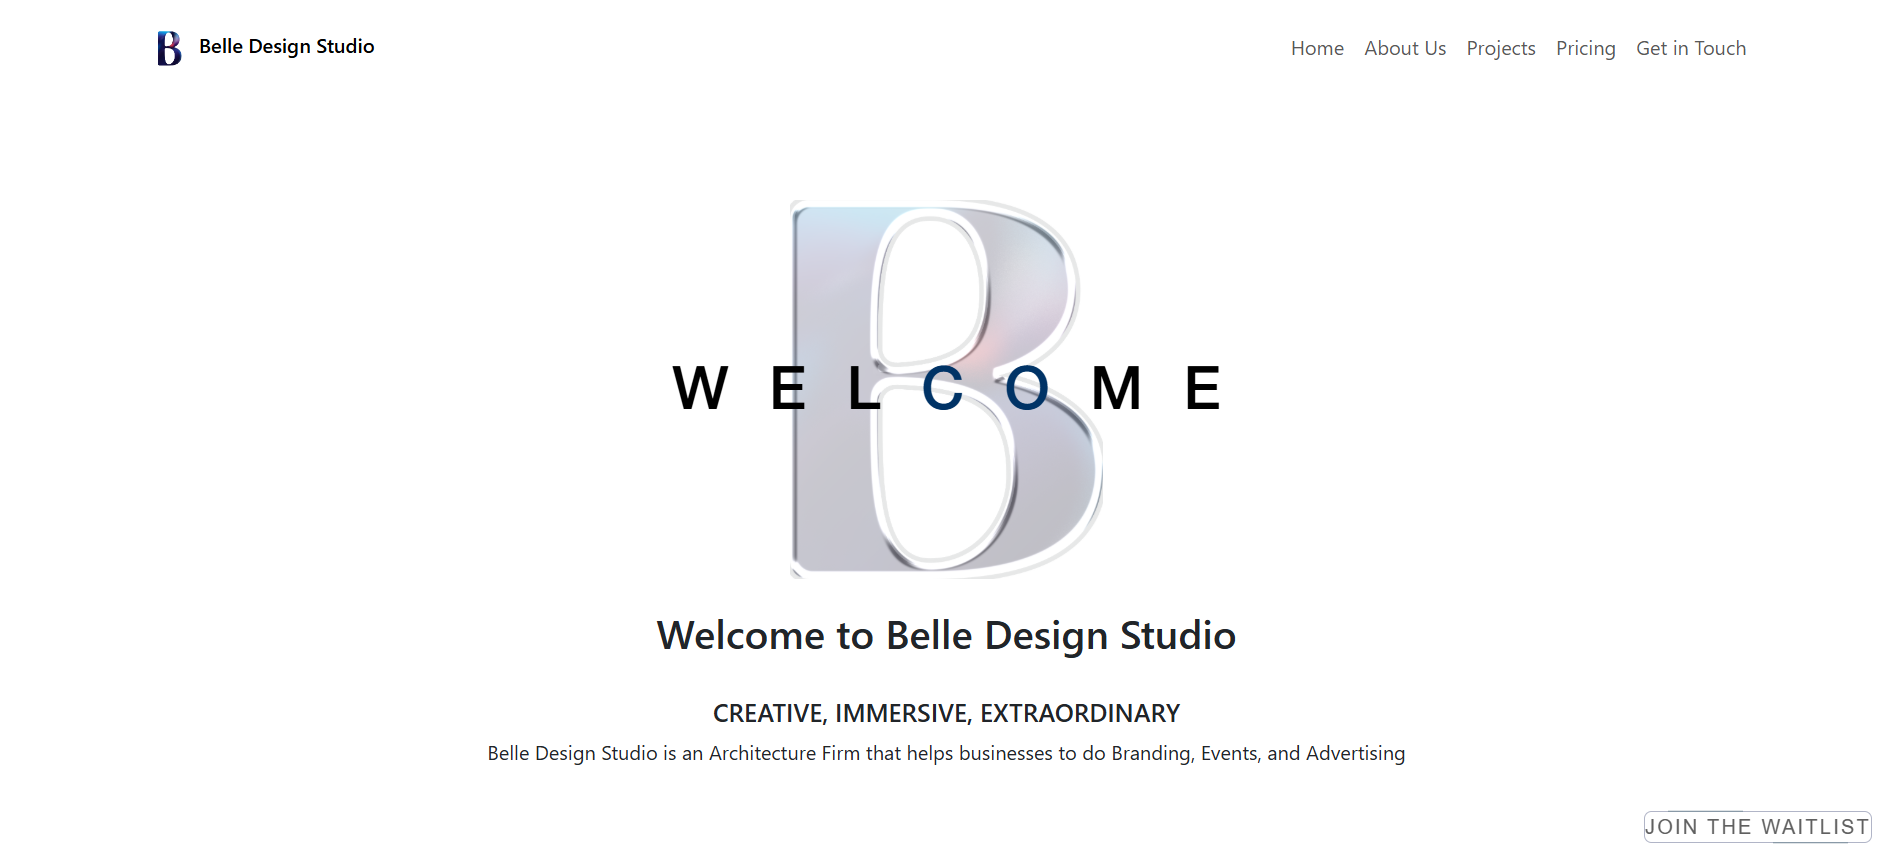 B Belle Design Studio
Home About Us Projects Pricing Get in Touch
B
WELCOME
Welcome to Belle Design Studio
CREATIVE, IMMERSIVE, EXTRAORDINARY
Belle Design Studio is an Architecture Firm that helps businesses to do Branding, Events, and Advertising
JOIN THE WAITLIST